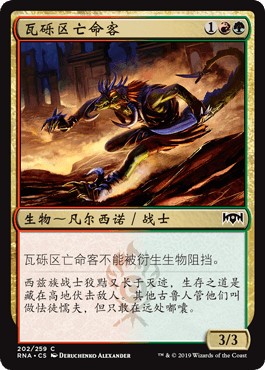 瓦砾区亡命客 1
生物～凡尔西诺／战士
瓦砾区亡命客不能被衍生生物阻挡。
西兹族战士狡黠又长于灭迹，生存之道是
藏在高地伏击敌人。其他古鲁人管他们叫
做怯徒懦夫，但只敢在远处嘟囔。
3/3
202/259 C
RNA • CS DERUCHENKO ALEXANDER
™ & © 2019 Wizards of the Coast